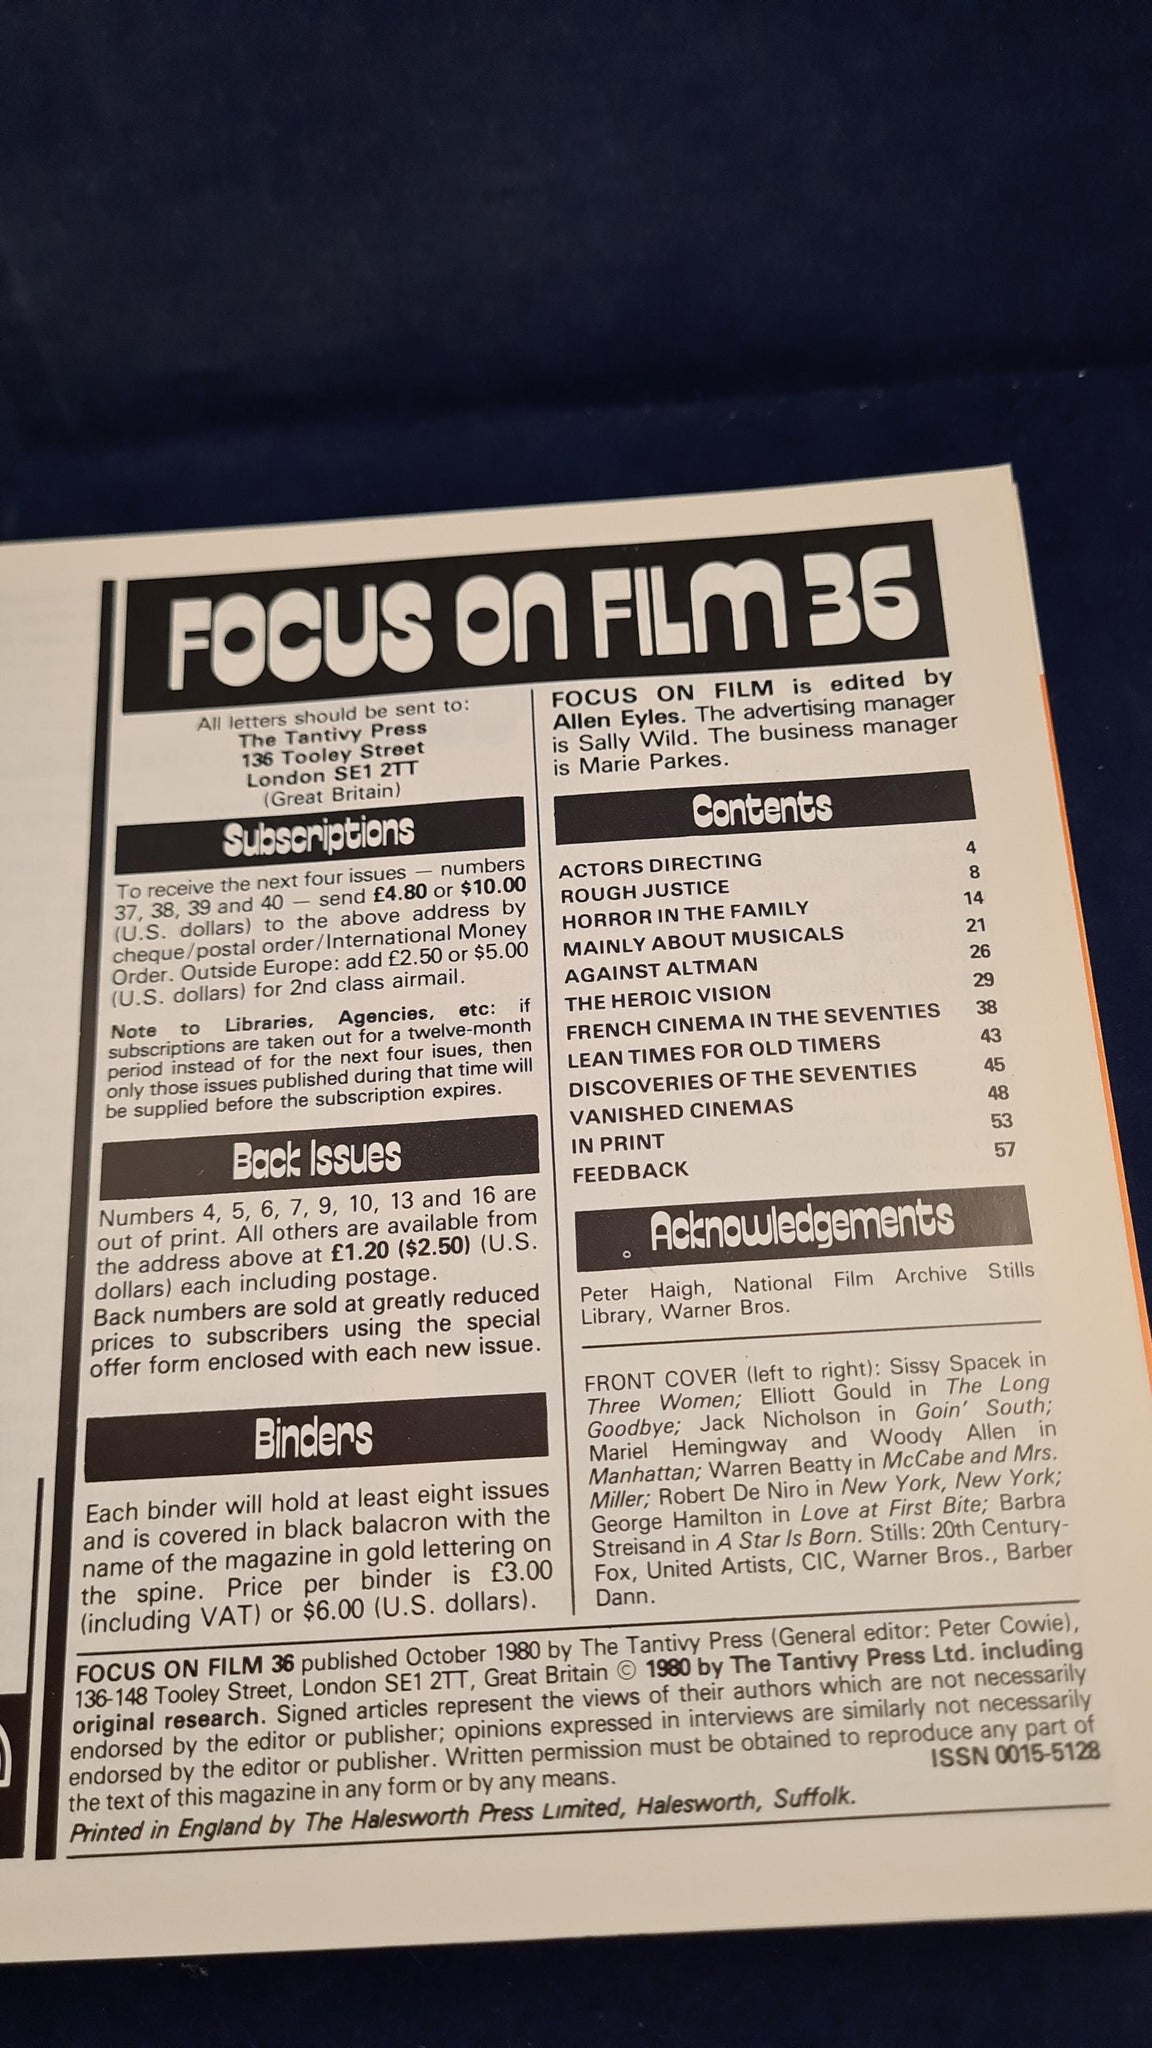 FOCUS ON FILM 36
All letters should be sent to:
The Tantivy Press
136 Tooley Street
London SE1 2TT
(Great Britain)
Subscriptions
To receive the next four issues — numbers
37, 38, 39 and 40 — send £4.80 or $10.00
(U.S. dollars) to the above address by
cheque/postal order/International Money
Order. Outside Europe: add £2.50 or $5.00
(U.S. dollars) for 2nd class airmail.
Note to Libraries, Agencies, etc: if
subscriptions are taken out for a twelve-month
period instead of for the next four isues, then
only those issues published during that time will
be supplied before the subscription expires.
Back Issues
Numbers 4, 5, 6, 7, 9, 10, 13 and 16 are
out of print. All others are available from
the address above at £1.20 ($2.50) (U.S.
dollars) each including postage.
Back numbers are sold at greatly reduced
prices to subscribers using the special
offer form enclosed with each new issue.
Binders
Each binder will hold at least eight issues
and is covered in black balacron with the
name of the magazine in gold lettering on
the spine. Price per binder is £3.00
(including VAT) or $6.00 (U.S. dollars).
FOCUS ON FILM is edited by
Allen Eyles. The advertising manager
is Sally Wild. The business manager
is Marie Parkes.
Contents
ACTORS DIRECTING 4
ROUGH JUSTICE 8
HORROR IN THE FAMILY 14
MAINLY ABOUT MUSICALS 21
AGAINST ALTMAN 26
THE HEROIC VISION 29
FRENCH CINEMA IN THE SEVENTIES 38
LEAN TIMES FOR OLD TIMERS 43
DISCOVERIES OF THE SEVENTIES 45
VANISHED CINEMAS 48
IN PRINT 53
FEEDBACK 57
Acknowledgements
Peter Haigh, National Film Archive Stills
Library, Warner Bros.
FRONT COVER (left to right): Sissy Spacek in
Three Women; Elliott Gould in The Long
Goodbye; Jack Nicholson in Goin' South;
Mariel Hemingway and Woody Allen in
Manhattan; Warren Beatty in McCabe and Mrs.
Miller; Robert De Niro in New York, New York;
George Hamilton in Love at First Bite; Barbra
Streisand in A Star Is Born. Stills: 20th Century-
Fox, United Artists, CIC, Warner Bros., Barber
Dann.
FOCUS ON FILM 36 published October 1980 by The Tantivy Press (General editor: Peter Cowie),
136-148 Tooley Street, London SE1 2TT, Great Britain © 1980 by The Tantivy Press Ltd. including
original research. Signed articles represent the views of their authors which are not necessarily
endorsed by the editor or publisher; opinions expressed in interviews are similarly not necessarily
endorsed by the editor or publisher. Written permission must be obtained to reproduce any part of
the text of this magazine in any form or by any means. ISSN 0015-5128
Printed in England by The Halesworth Press Limited, Halesworth, Suffolk.